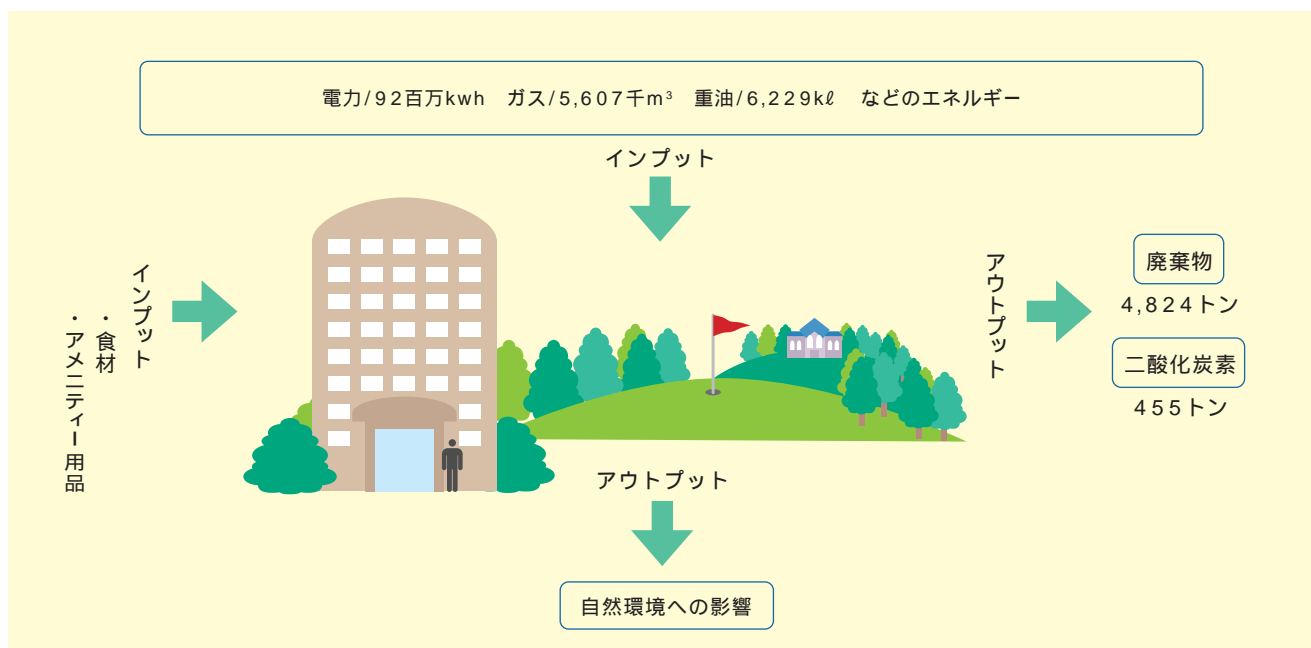 電力/92百万kwh ガス/5,607千m³ 重油/6,229kℓ などのエネルギー
インプット
インプット
・食材
・アメニティー用品
アウトプット
廃棄物
4,824トン
二酸化炭素
455トン
アウトプット
自然環境への影響